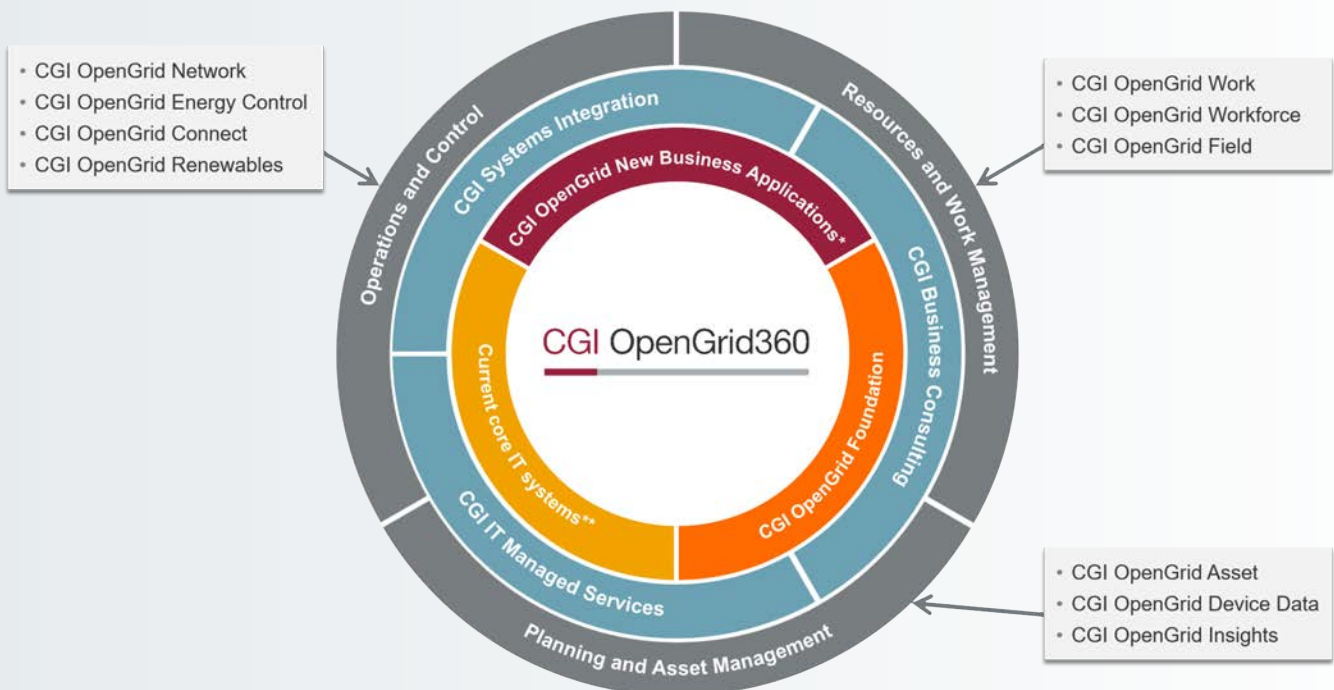 • CGI OpenGrid Network
• CGI OpenGrid Energy Control
• CGI OpenGrid Connect
• CGI OpenGrid Renewables
• CGI OpenGrid Work
• CGI OpenGrid Workforce
• CGI OpenGrid Field
Operations and Control
Resources and Work Management
CGI Systems Integration
CGI Business Consulting
CGI OpenGrid New Business Applications*
CGI OpenGrid360
Current core IT systems**
CGI OpenGrid Foundation
CGI IT Managed Services
Planning and Asset Management
• CGI OpenGrid Asset
• CGI OpenGrid Device Data
• CGI OpenGrid Insights